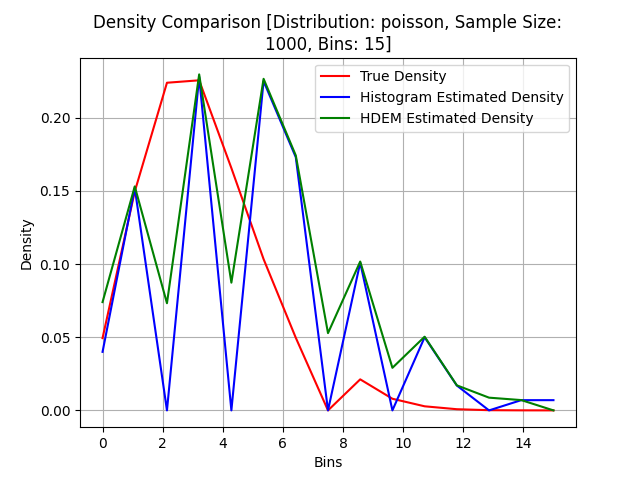 Density Comparison [Distribution: poisson, Sample Size:
1000, Bins: 15]
True Density
Histogram Estimated Density
HDEM Estimated Density
0.20
0.15
0.10
0.05
0.00
Density
0 2 4 6 8 10 12 14
Bins